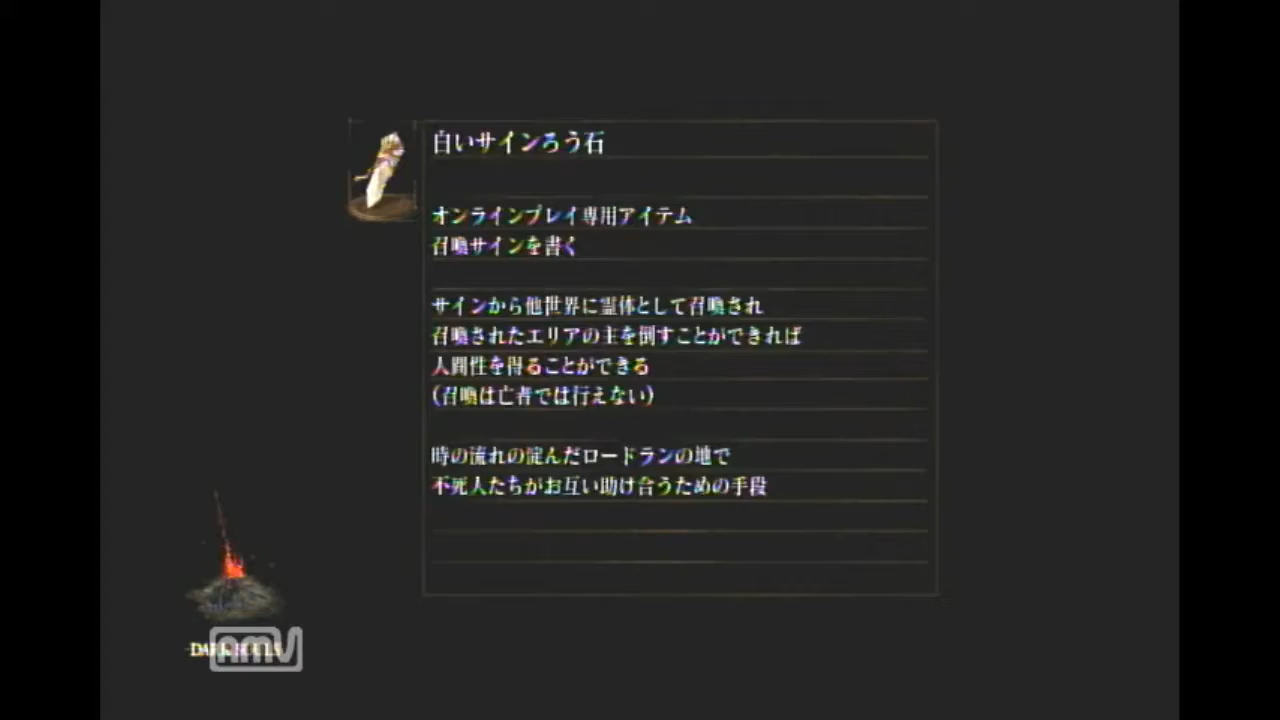 白いサインろう石
オンラインプレイ専用アイテム
召喚サインを書く
サインから他世界に霊体として召喚され
召喚されたエリアの主を倒すことができれば
人間性を得ることができる
(召喚は亡者では行えない)
時の流れの淀んだロードランの地で
不死人たちがお互い助け合うための手段
DARK SOULS
AMV